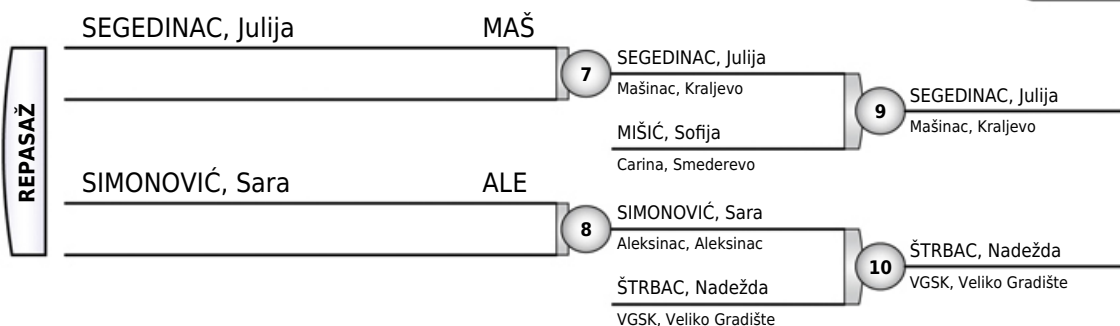 REPASAŽ
SEGEDINAC, Julija MAŠ
7
SEGEDINAC, Julija
Mašinac, Kraljevo
MIŠIĆ, Sofija
Carina, Smederevo
9
SEGEDINAC, Julija
Mašinac, Kraljevo
SIMONOVIĆ, Sara ALE
8
SIMONOVIĆ, Sara
Aleksinac, Aleksinac
ŠTRBAC, Nadežda
VGSK, Veliko Gradište
10
ŠTRBAC, Nadežda
VGSK, Veliko Gradište